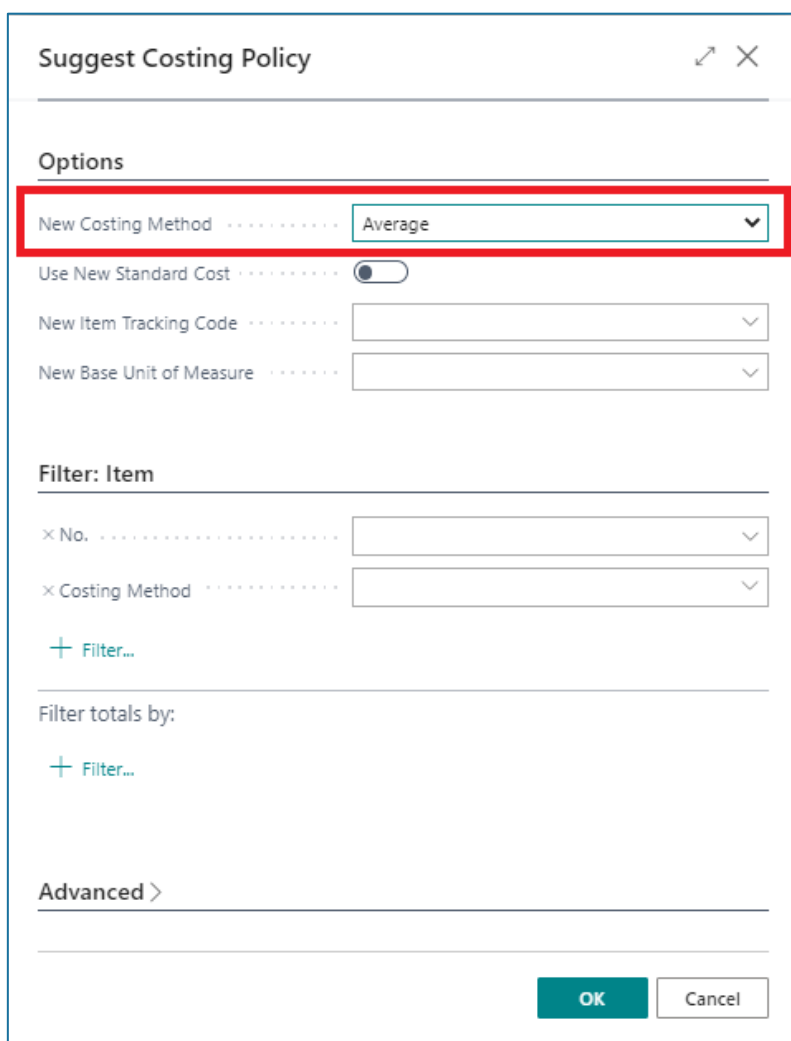 Suggest Costing Policy
Options
New Costing Method
Average
Use New Standard Cost
New Item Tracking Code
New Base Unit of Measure
Filter: Item
× No.
× Costing Method
+ Filter...
Filter totals by:
+ Filter...
Advanced >
OK
Cancel